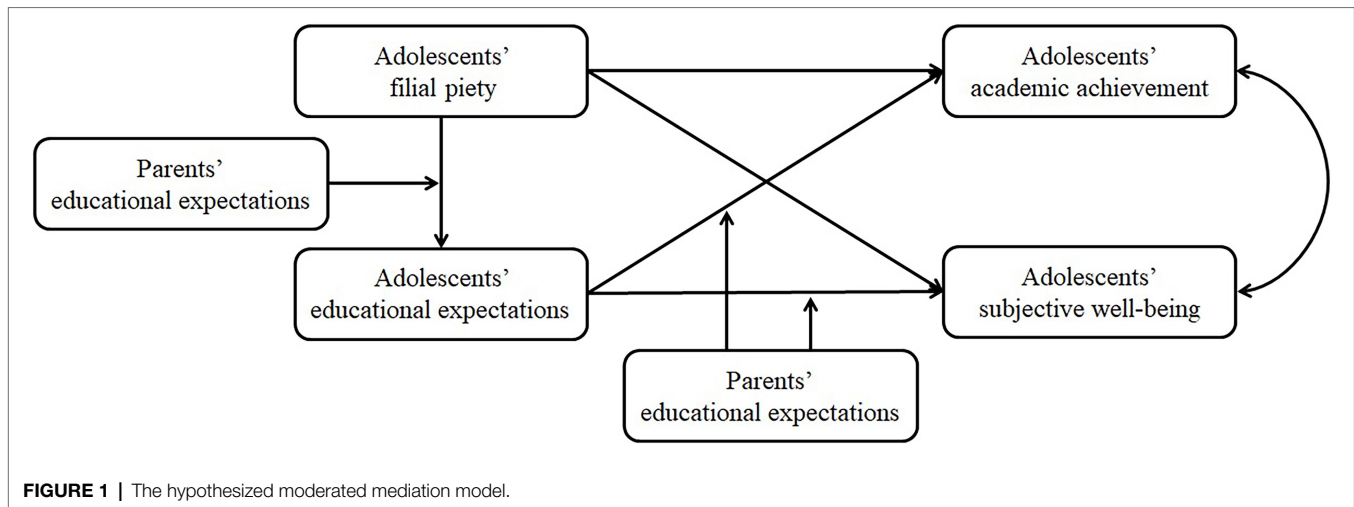 Adolescents’
filial piety
Adolescents’
academic achievement
Parents’
educational expectations
Adolescents’
educational expectations
Adolescents’
subjective well-being
Parents’
educational expectations
FIGURE 1 | The hypothesized moderated mediation model.